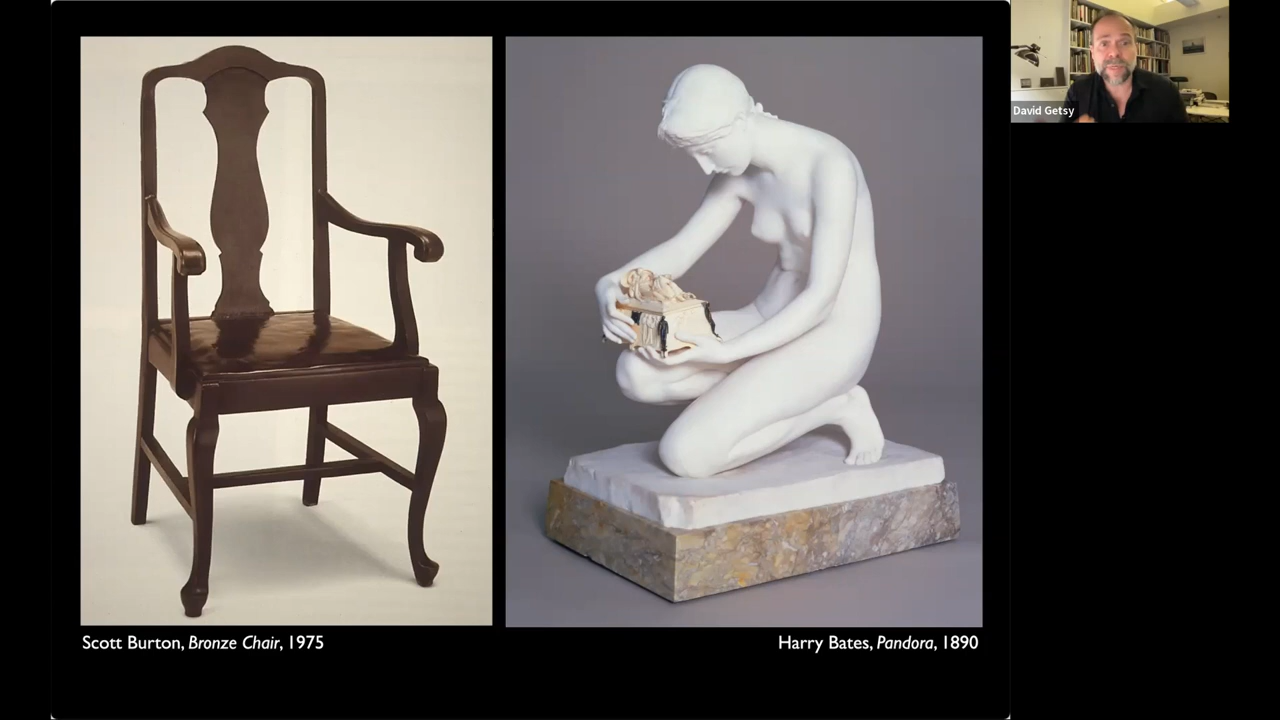 David Getsy
Scott Burton, Bronze Chair, 1975
Harry Bates, Pandora, 1890